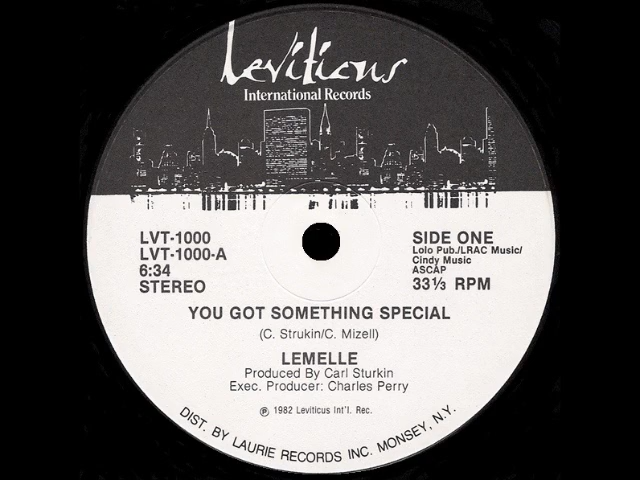 Leviticus
International Records
LVT-1000
LVT-1000-A
6:34
STEREO
SIDE ONE
Lolo Pub./LRAC Music/
Cindy Music
ASCAP
33⅓ RPM
YOU GOT SOMETHING SPECIAL
(C. Strukin/C. Mizell)
LEMELLE
Produced By Carl Sturkin
Exec. Producer: Charles Perry
℗ 1982 Leviticus Int'l. Rec.
DIST. BY LAURIE RECORDS INC. MONSEY, N.Y.